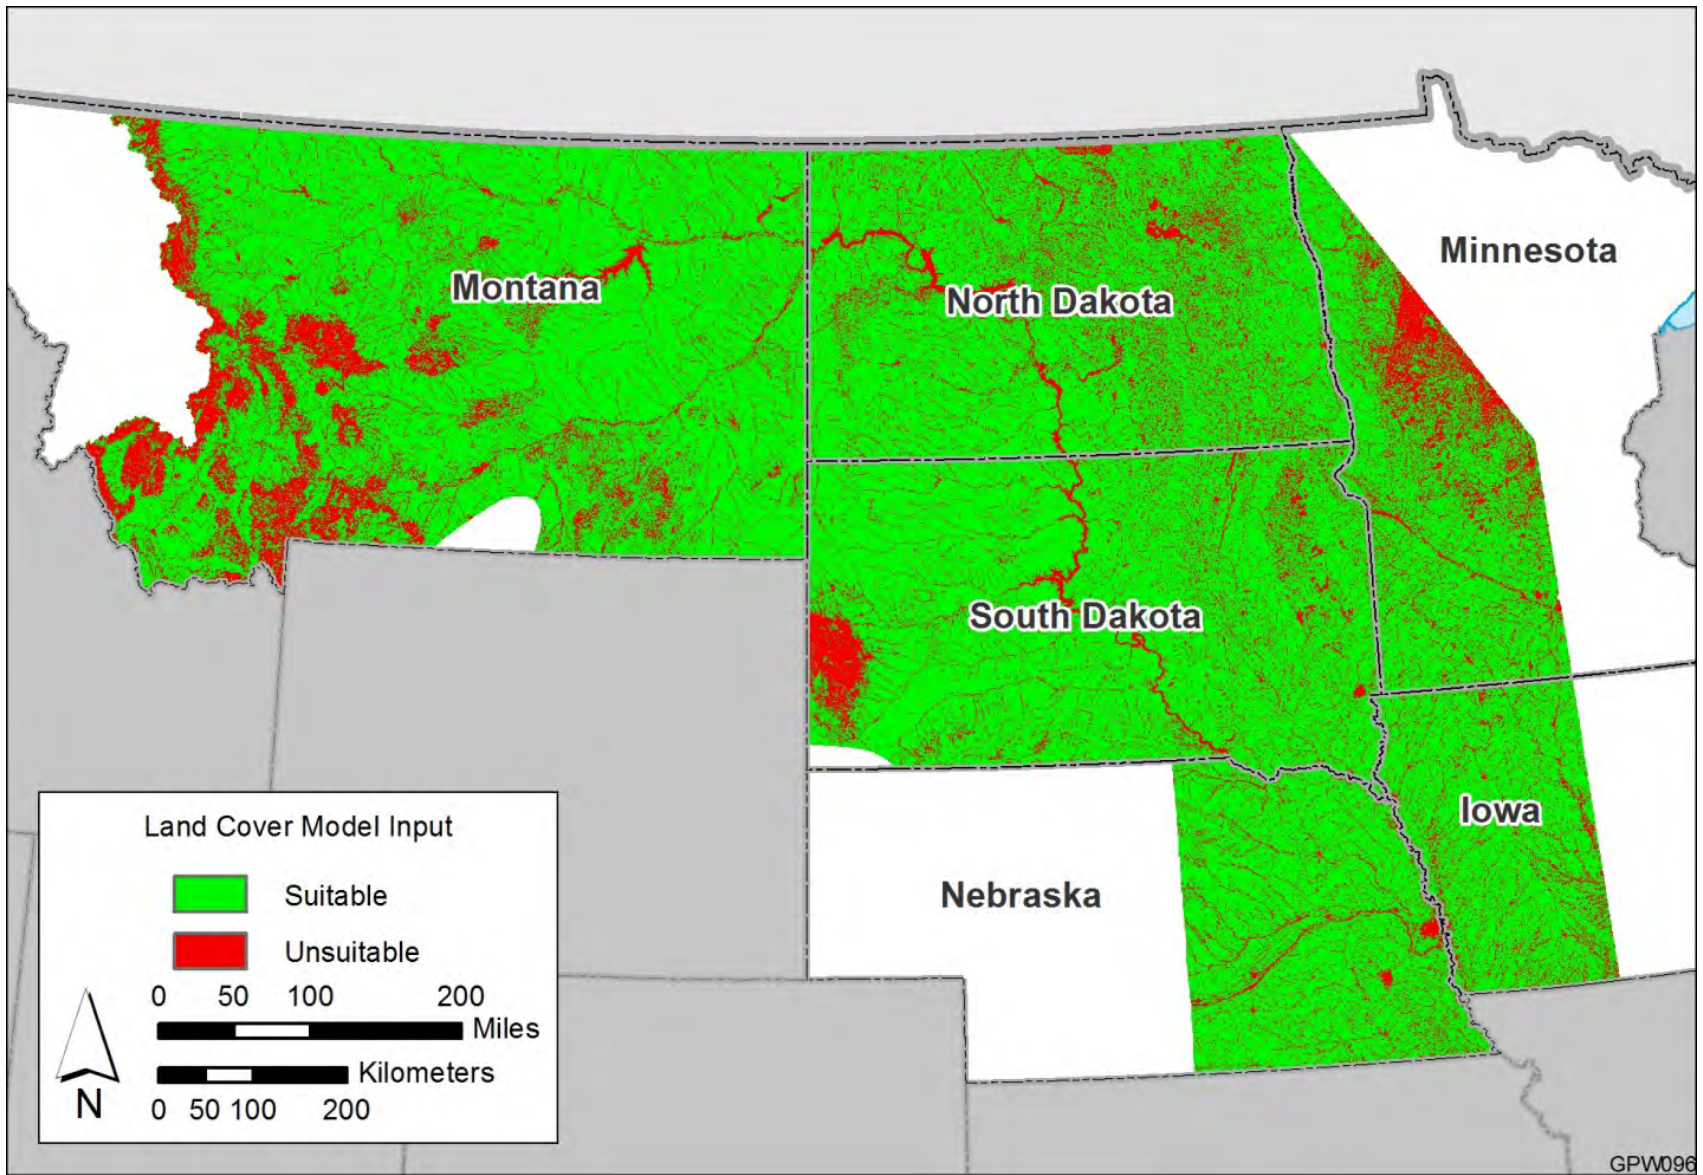 Minnesota
Montana
North Dakota
South Dakota
Iowa
Nebraska
Land Cover Model Input
Suitable
Unsuitable
0 50 100 200
Miles
Kilometers
0 50 100 200
N
GPW096